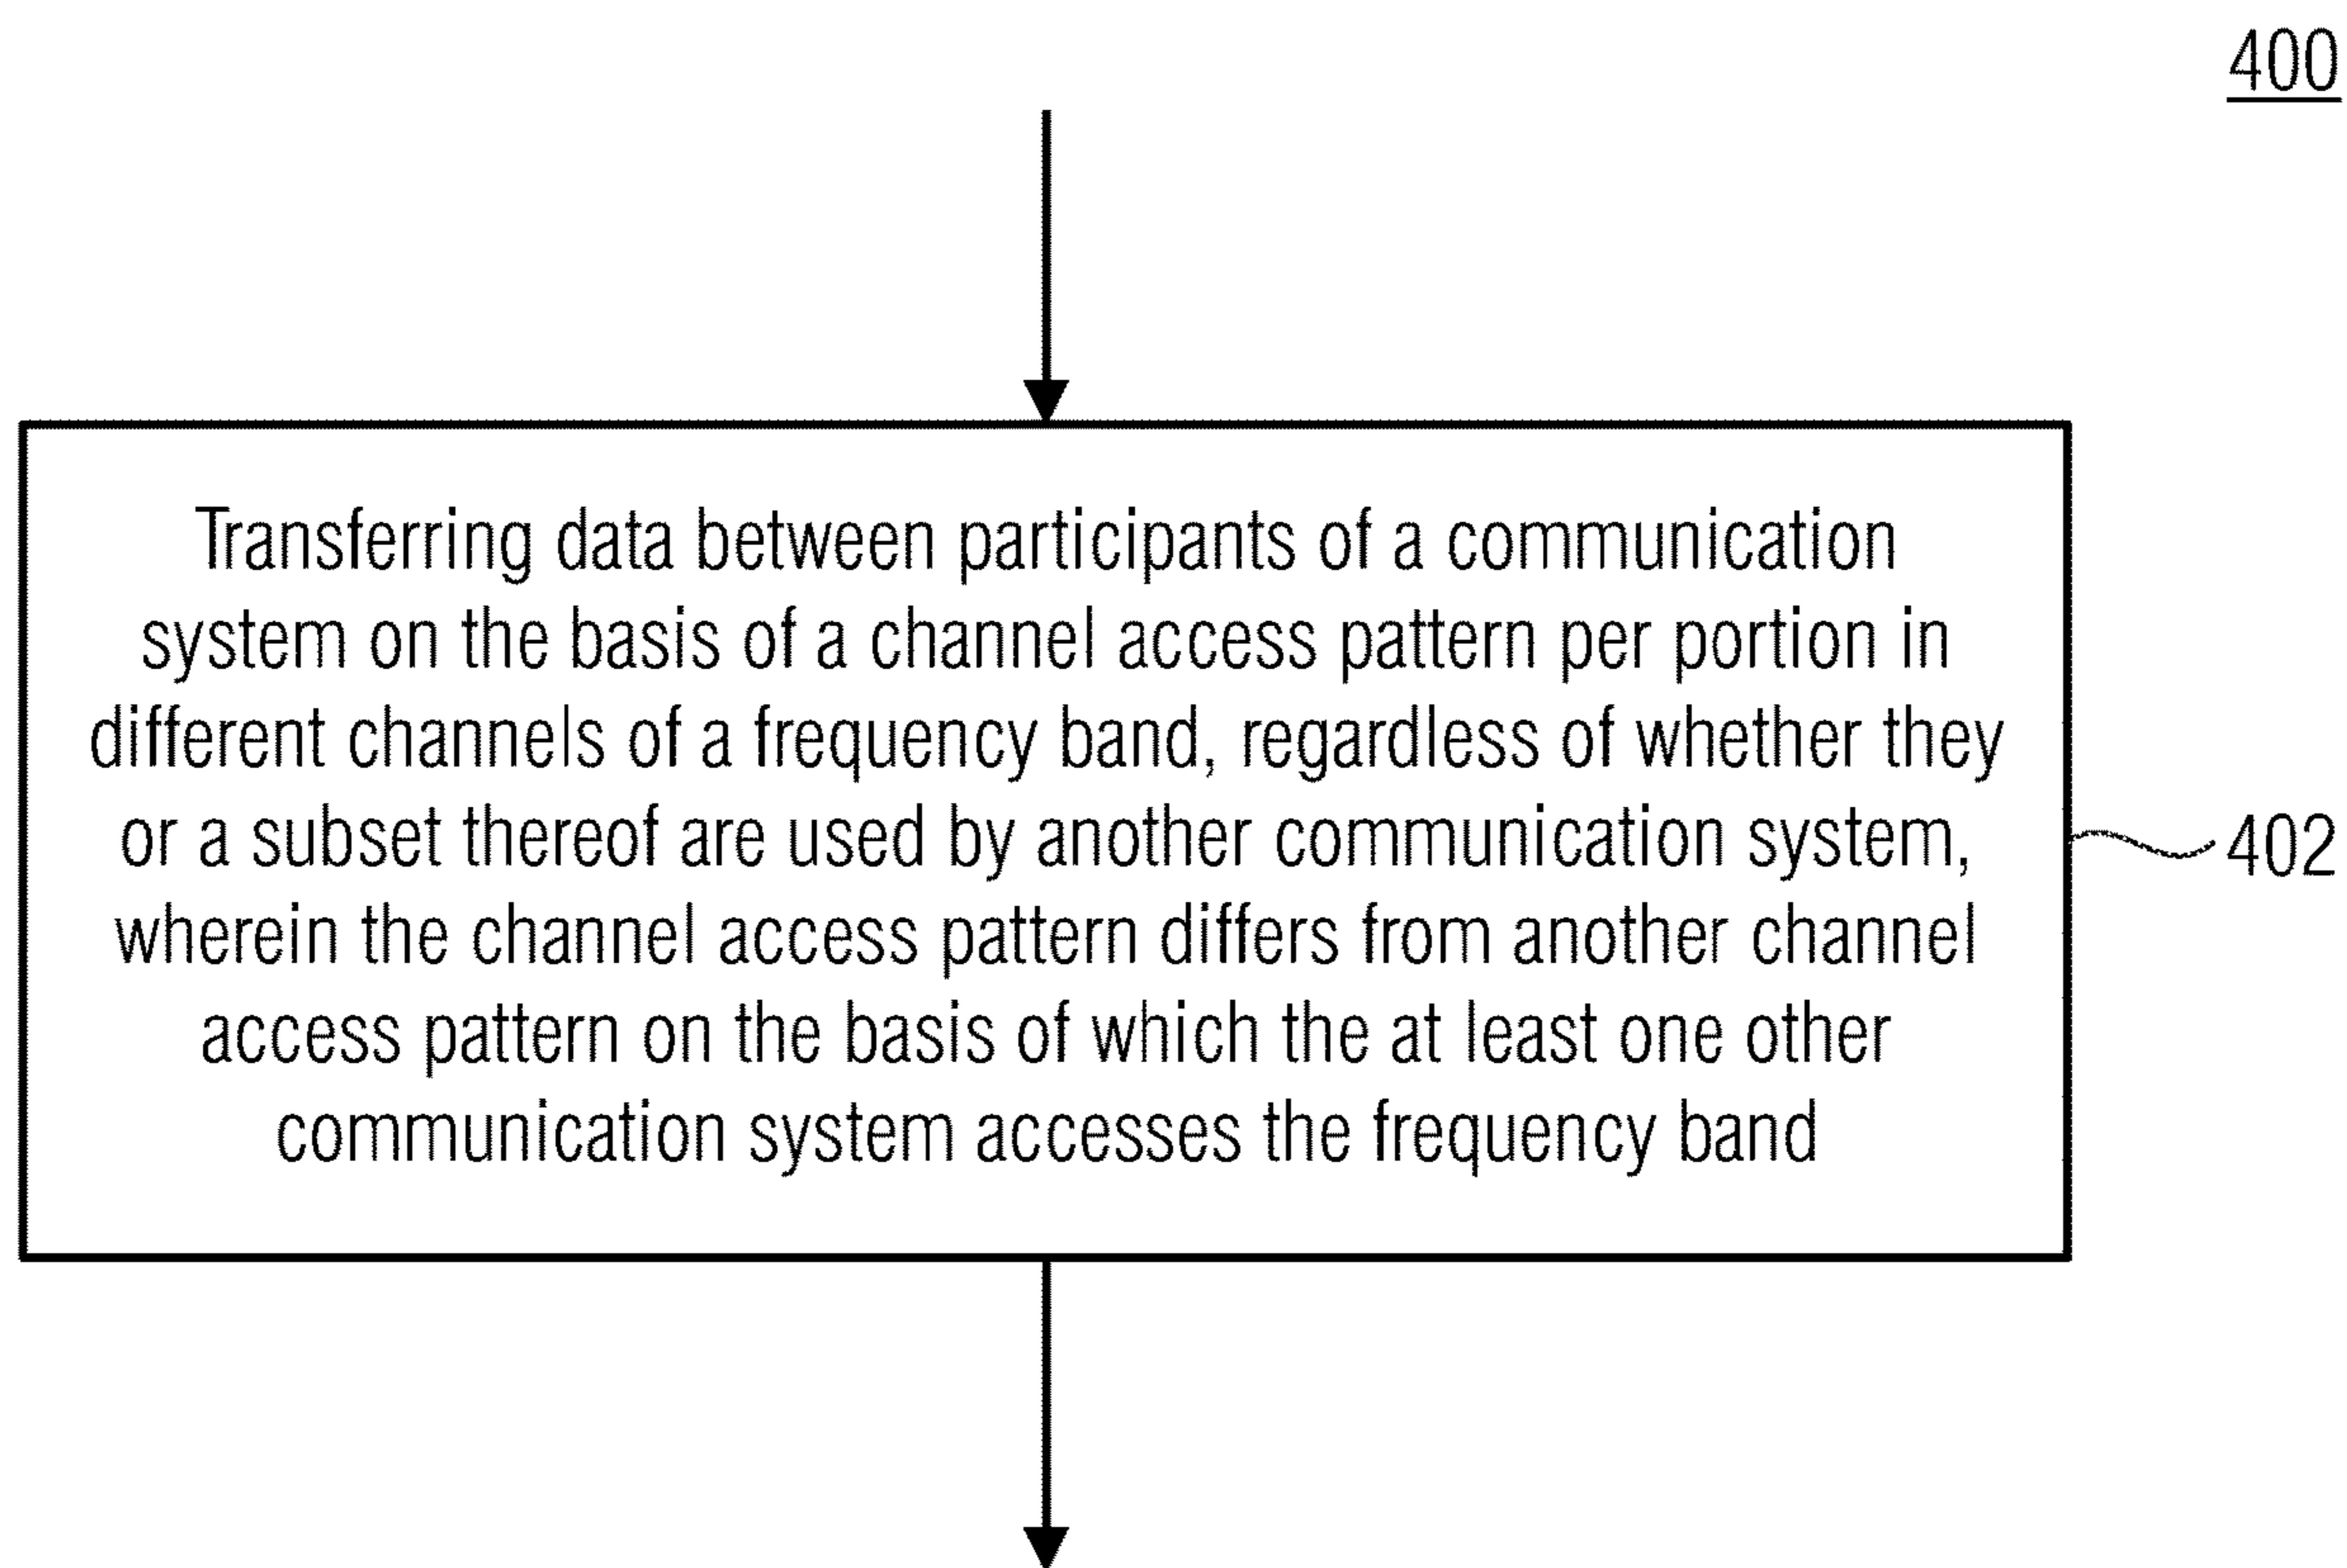 400
Transferring data between participants of a communication
system on the basis of a channel access pattern per portion in
different channels of a frequency band, regardless of whether they
or a subset thereof are used by another communication system,
wherein the channel access pattern differs from another channel
access pattern on the basis of which the at least one other
communication system accesses the frequency band
402